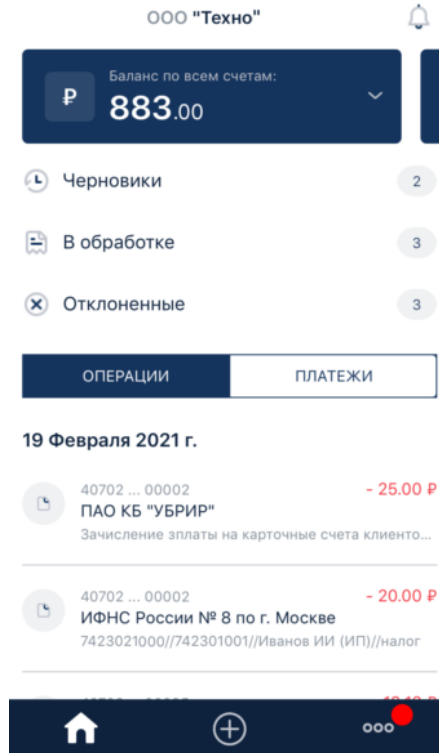 ООО "Техно"
Баланс по всем счетам:
₽
883.00
Черновики
2
В обработке
3
Отклоненные
3
ОПЕРАЦИИ
ПЛАТЕЖИ
19 Февраля 2021 г.
40702 ... 00002
- 25.00 ₽
ПАО КБ "УБРИР"
Зачисление зплаты на карточные счета клиенто...
40702 ... 00002
- 20.00 ₽
ИФНС России № 8 по г. Москве
7423021000//742301001//Иванов ИИ (ИП)//налог